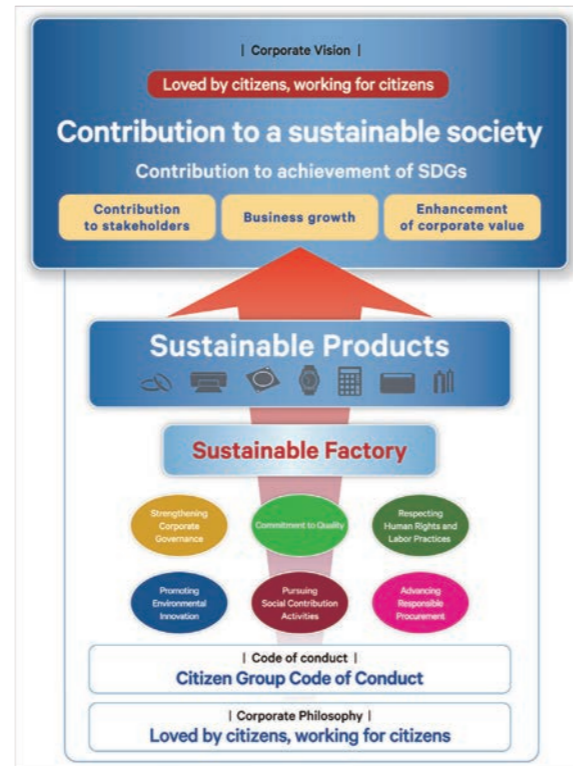 | Corporate Vision |
Loved by citizens, working for citizens
Contribution to a sustainable society
Contribution to achievement of SDGs
Contribution
to stakeholders
Business growth
Enhancement
of corporate value
Sustainable Products
Sustainable Factory
Strengthening
Corporate
Governance
Commitment to Quality
Respecting
Human Rights and
Labor Practices
Promoting
Environmental
Innovation
Pursuing
Social Contribution
Activities
Advancing
Responsible
Procurement
| Code of conduct |
Citizen Group Code of Conduct
| Corporate Philosophy |
Loved by citizens, working for citizens